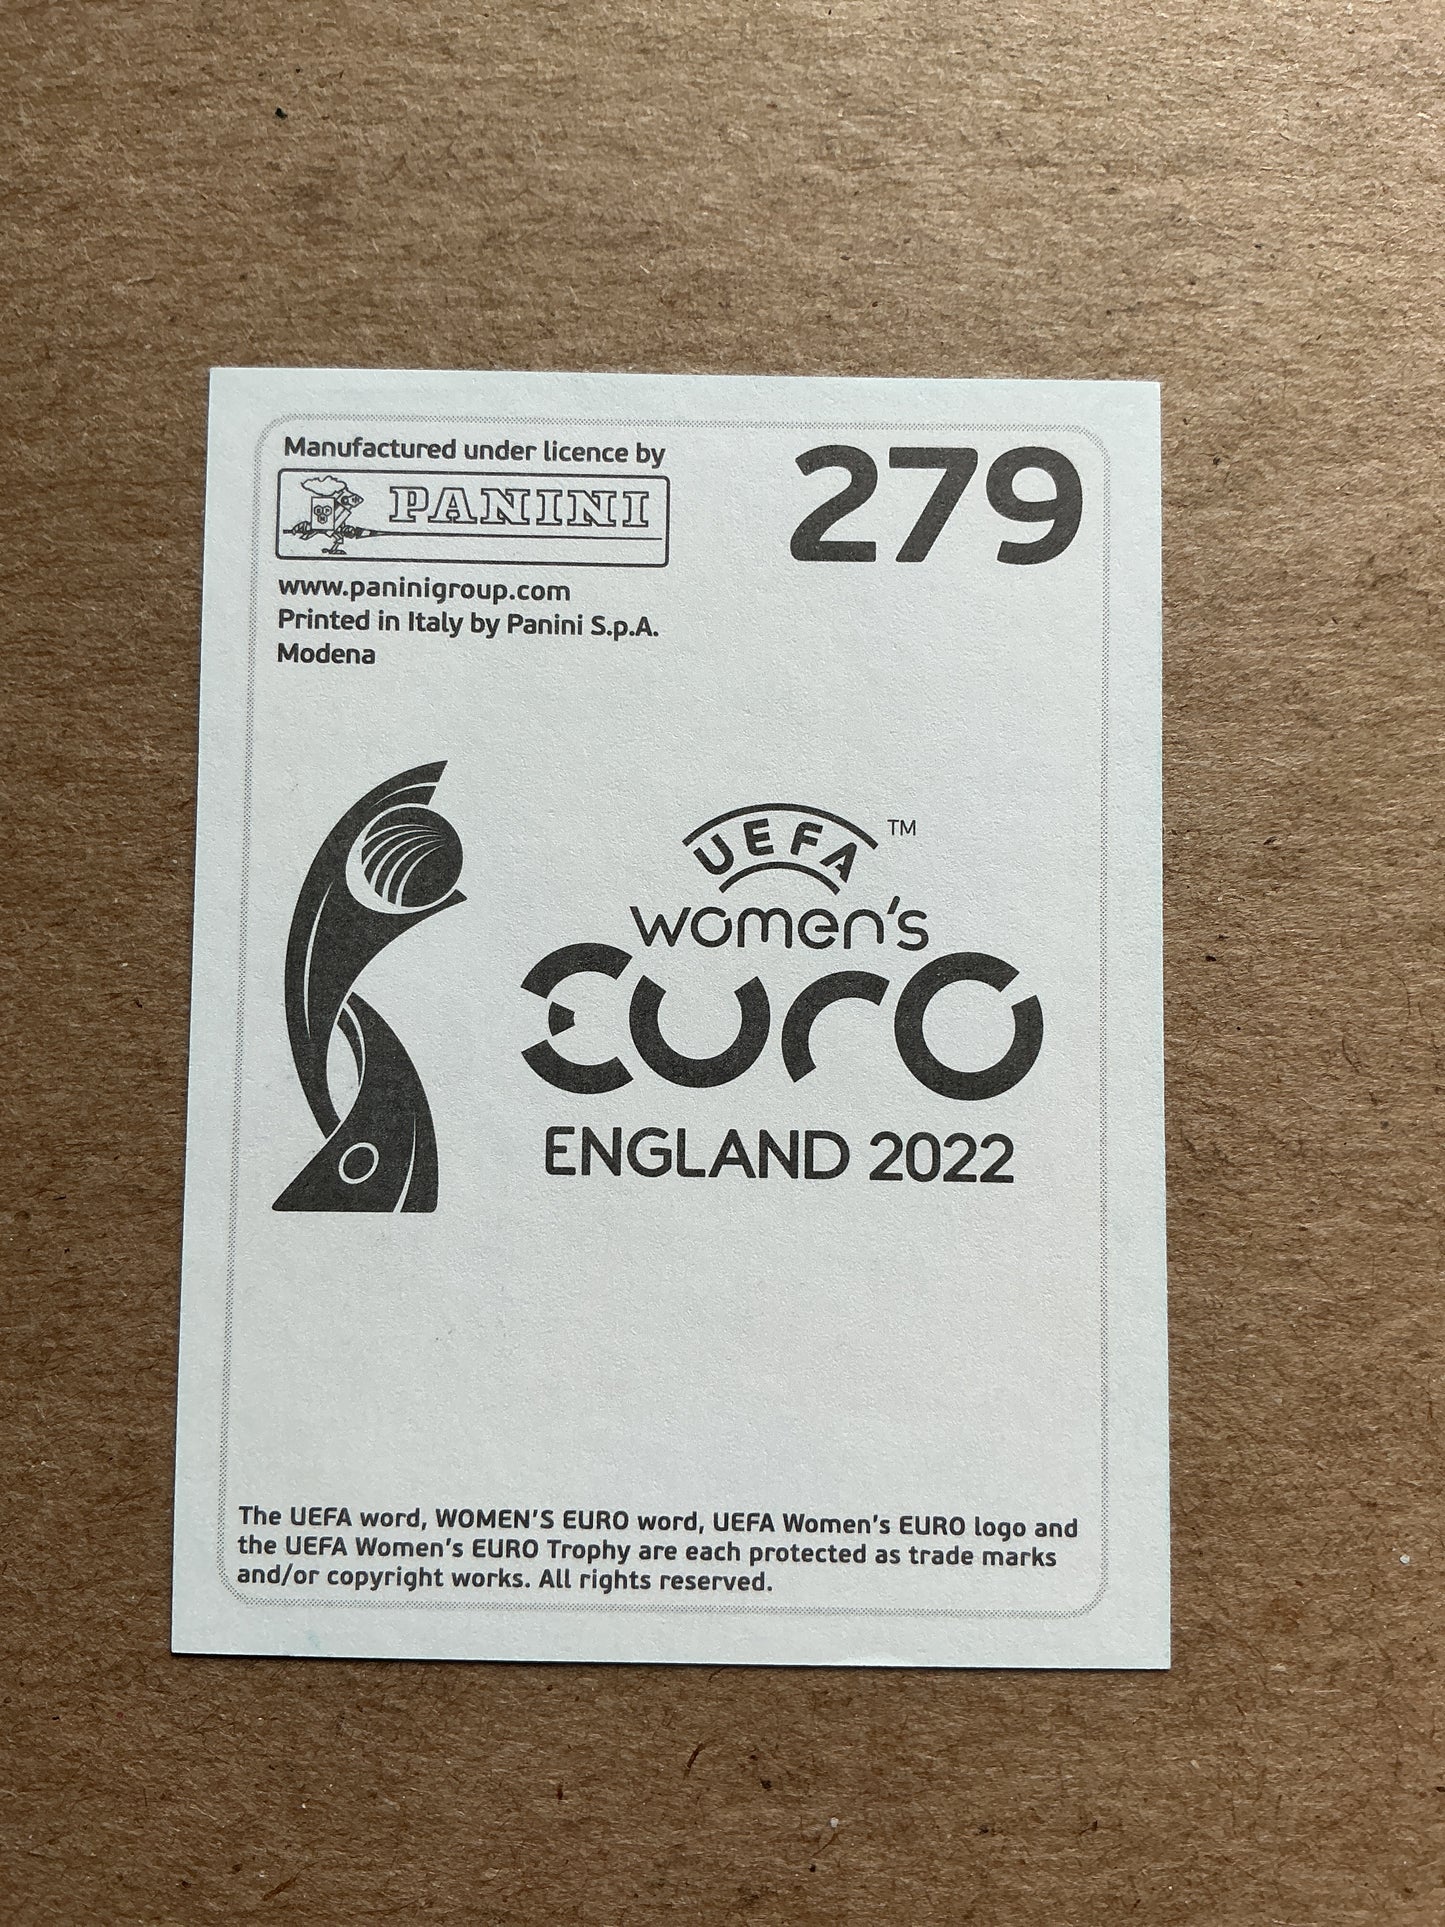 Manufactured under licence by
PANINI
279
www.paninigroup.com
Printed in Italy by Panini S.p.A.
Modena
UEFA™
women's
EURO
ENGLAND 2022
The UEFA word, WOMEN'S EURO word, UEFA Women's EURO logo and
the UEFA Women's EURO Trophy are each protected as trade marks
and/or copyright works. All rights reserved.